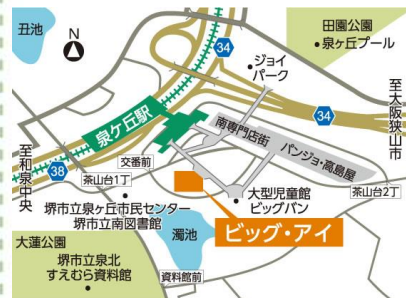 丑池
N
34
田園公園
泉ヶ丘プール
ジョイ
パーク
34
至大阪狭山市
泉ケ丘駅
南専門店街
パンジョ・高島屋
至和泉中央
交番前
38
茶山台1丁
茶山台2丁
堺市立泉ヶ丘市民センター
堺市立南図書館
大型児童館
ビッグバン
ビッグ・アイ
濁池
大蓮公園
堺市立泉北
すえむら資料館
資料館前